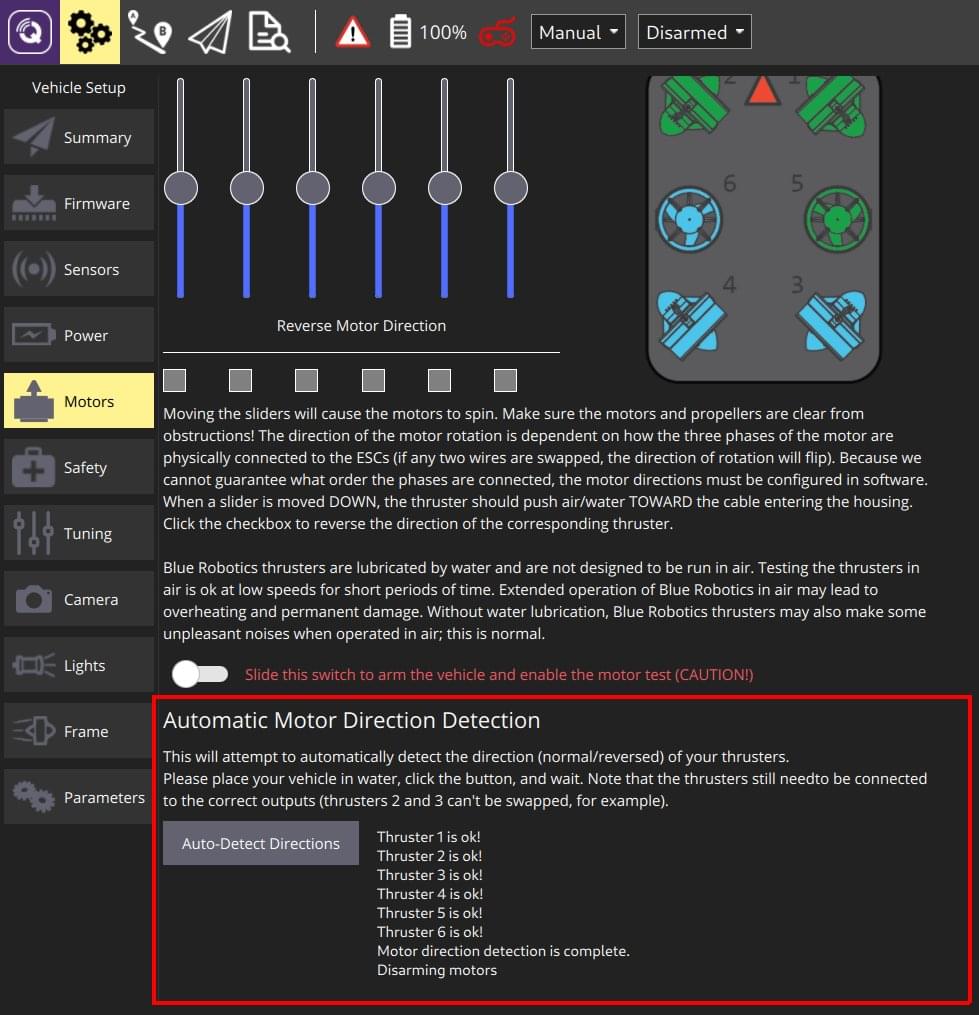 100%
Manual
Disarmed
Vehicle Setup
Summary
Firmware
Sensors
Power
Motors
Safety
Tuning
Camera
Lights
Frame
Parameters
2 1
6 5
4 3
Reverse Motor Direction
Moving the sliders will cause the motors to spin. Make sure the motors and propellers are clear from
obstructions! The direction of the motor rotation is dependent on how the three phases of the motor are
physically connected to the ESCs (if any two wires are swapped, the direction of rotation will flip). Because we
cannot guarantee what order the phases are connected, the motor directions must be configured in software.
When a slider is moved DOWN, the thruster should push air/water TOWARD the cable entering the housing.
Click the checkbox to reverse the direction of the corresponding thruster.
Blue Robotics thrusters are lubricated by water and are not designed to be run in air. Testing the thrusters in
air is ok at low speeds for short periods of time. Extended operation of Blue Robotics in air may lead to
overheating and permanent damage. Without water lubrication, Blue Robotics thrusters may also make some
unpleasant noises when operated in air; this is normal.
Slide this switch to arm the vehicle and enable the motor test (CAUTION!)
Automatic Motor Direction Detection
This will attempt to automatically detect the direction (normal/reversed) of your thrusters.
Please place your vehicle in water, click the button, and wait. Note that the thrusters still needto be connected
to the correct outputs (thrusters 2 and 3 can't be swapped, for example).
Auto-Detect Directions
Thruster 1 is ok!
Thruster 2 is ok!
Thruster 3 is ok!
Thruster 4 is ok!
Thruster 5 is ok!
Thruster 6 is ok!
Motor direction detection is complete.
Disarming motors